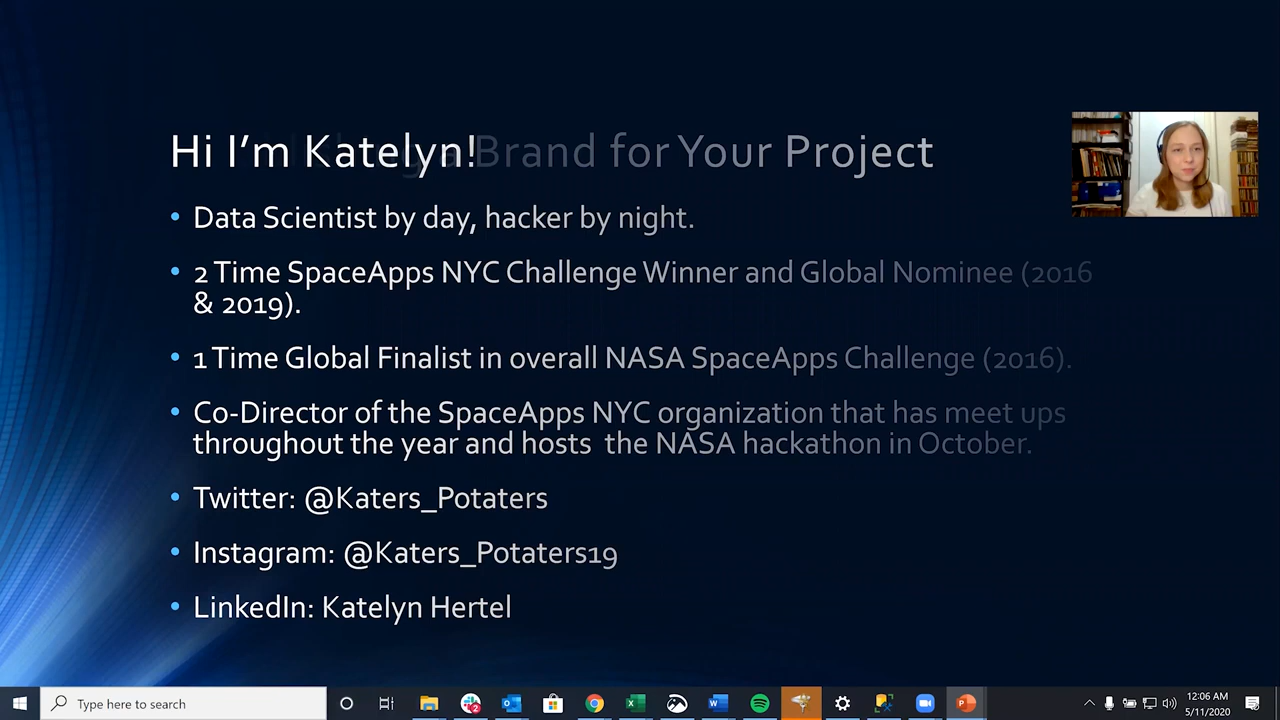 Hi I’m Katelyn! Brand for Your Project
• Data Scientist by day, hacker by night.
• 2 Time SpaceApps NYC Challenge Winner and Global Nominee (2016
& 2019).
• 1 Time Global Finalist in overall NASA SpaceApps Challenge (2016).
• Co-Director of the SpaceApps NYC organization that has meet ups
throughout the year and hosts the NASA hackathon in October.
• Twitter: @Katers_Potaters
• Instagram: @Katers_Potaters19
• LinkedIn: Katelyn Hertel
Type here to search
12:06 AM
5/11/2020